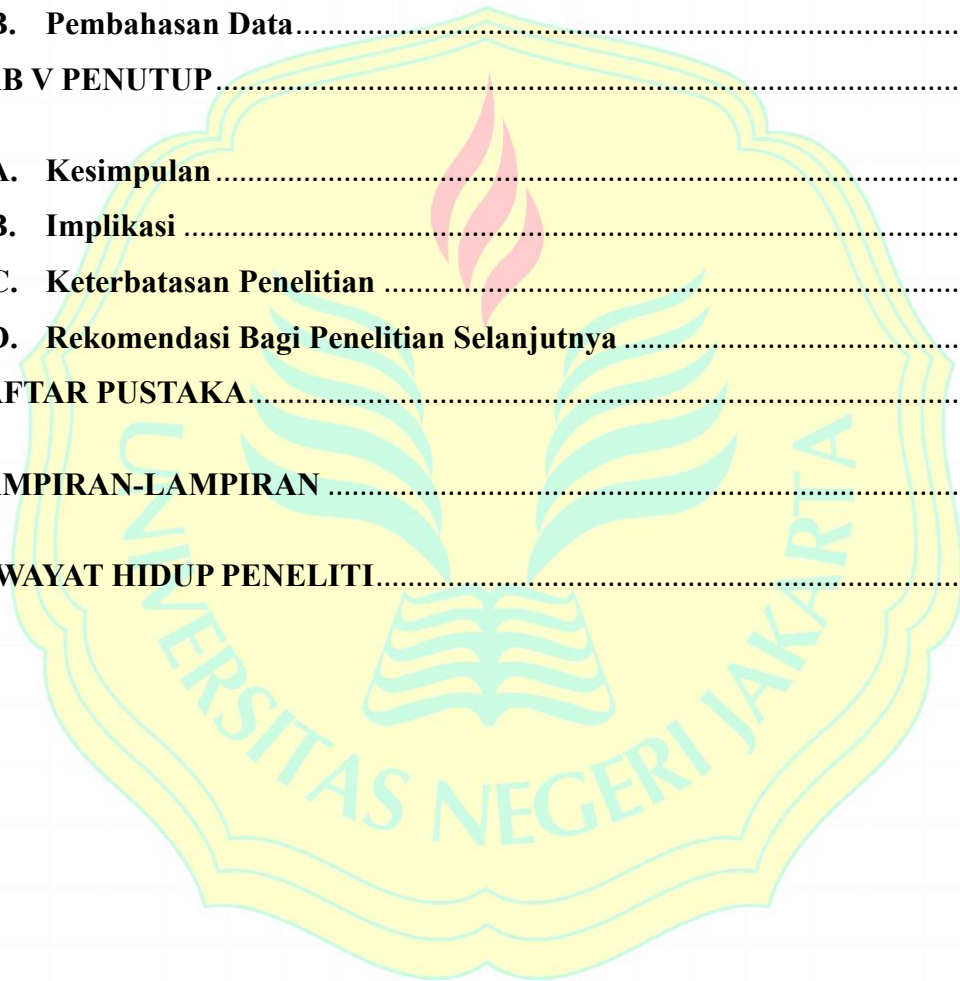 B. Pembahasan Data........................................................................................
AB V PENUTUP........................................................................................
A. Kesimpulan........................................................................................
B. Implikasi........................................................................................
C. Keterbatasan Penelitian........................................................................................
D. Rekomendasi Bagi Penelitian Selanjutnya........................................................................................
AFTAR PUSTAKA........................................................................................
AMPIRAN-LAMPIRAN........................................................................................
WAYAT HIDUP PENELITI........................................................................................
UNIVERSITAS NEGERI JAKARTA